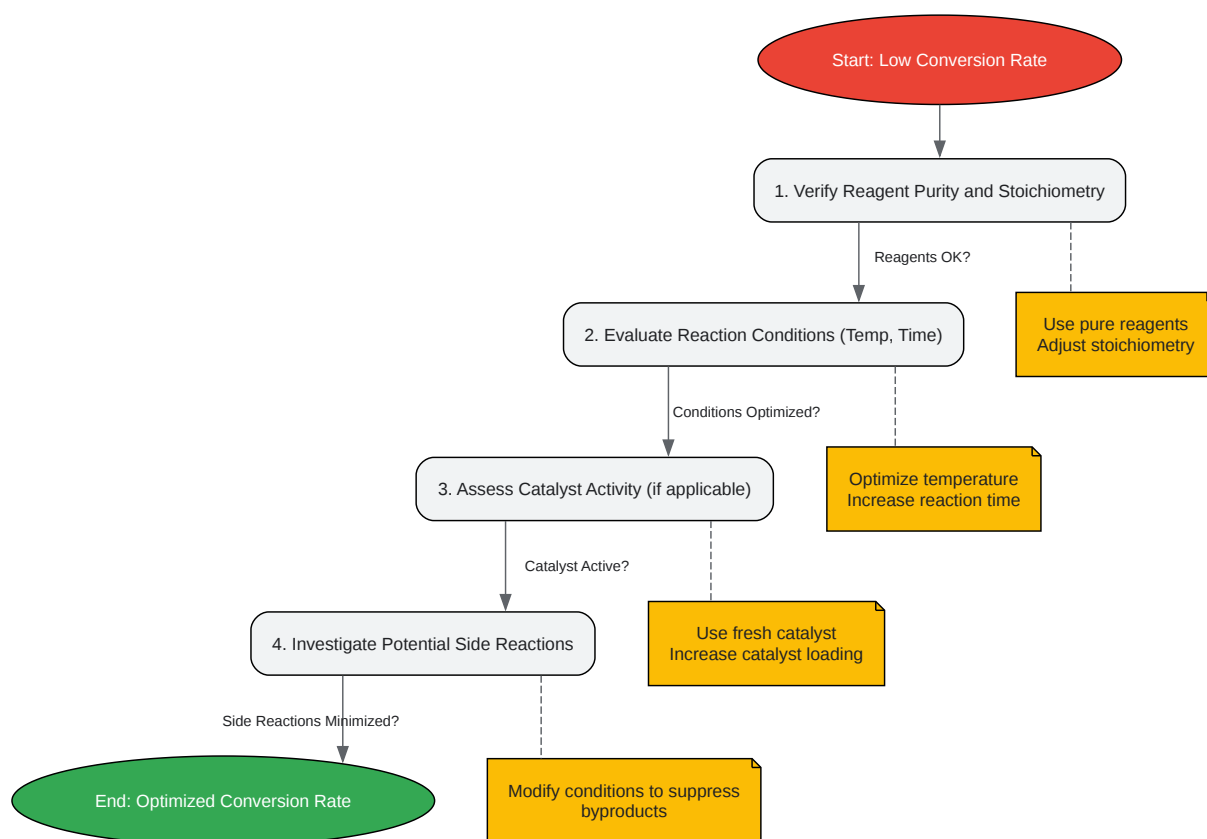 Start: Low Conversion Rate
1. Verify Reagent Purity and Stoichiometry
Reagents OK?
Use pure reagents
Adjust stoichiometry
2. Evaluate Reaction Conditions (Temp, Time)
Conditions Optimized?
Optimize temperature
Increase reaction time
3. Assess Catalyst Activity (if applicable)
Catalyst Active?
Use fresh catalyst
Increase catalyst loading
4. Investigate Potential Side Reactions
Side Reactions Minimized?
Modify conditions to suppress
byproducts
End: Optimized Conversion Rate